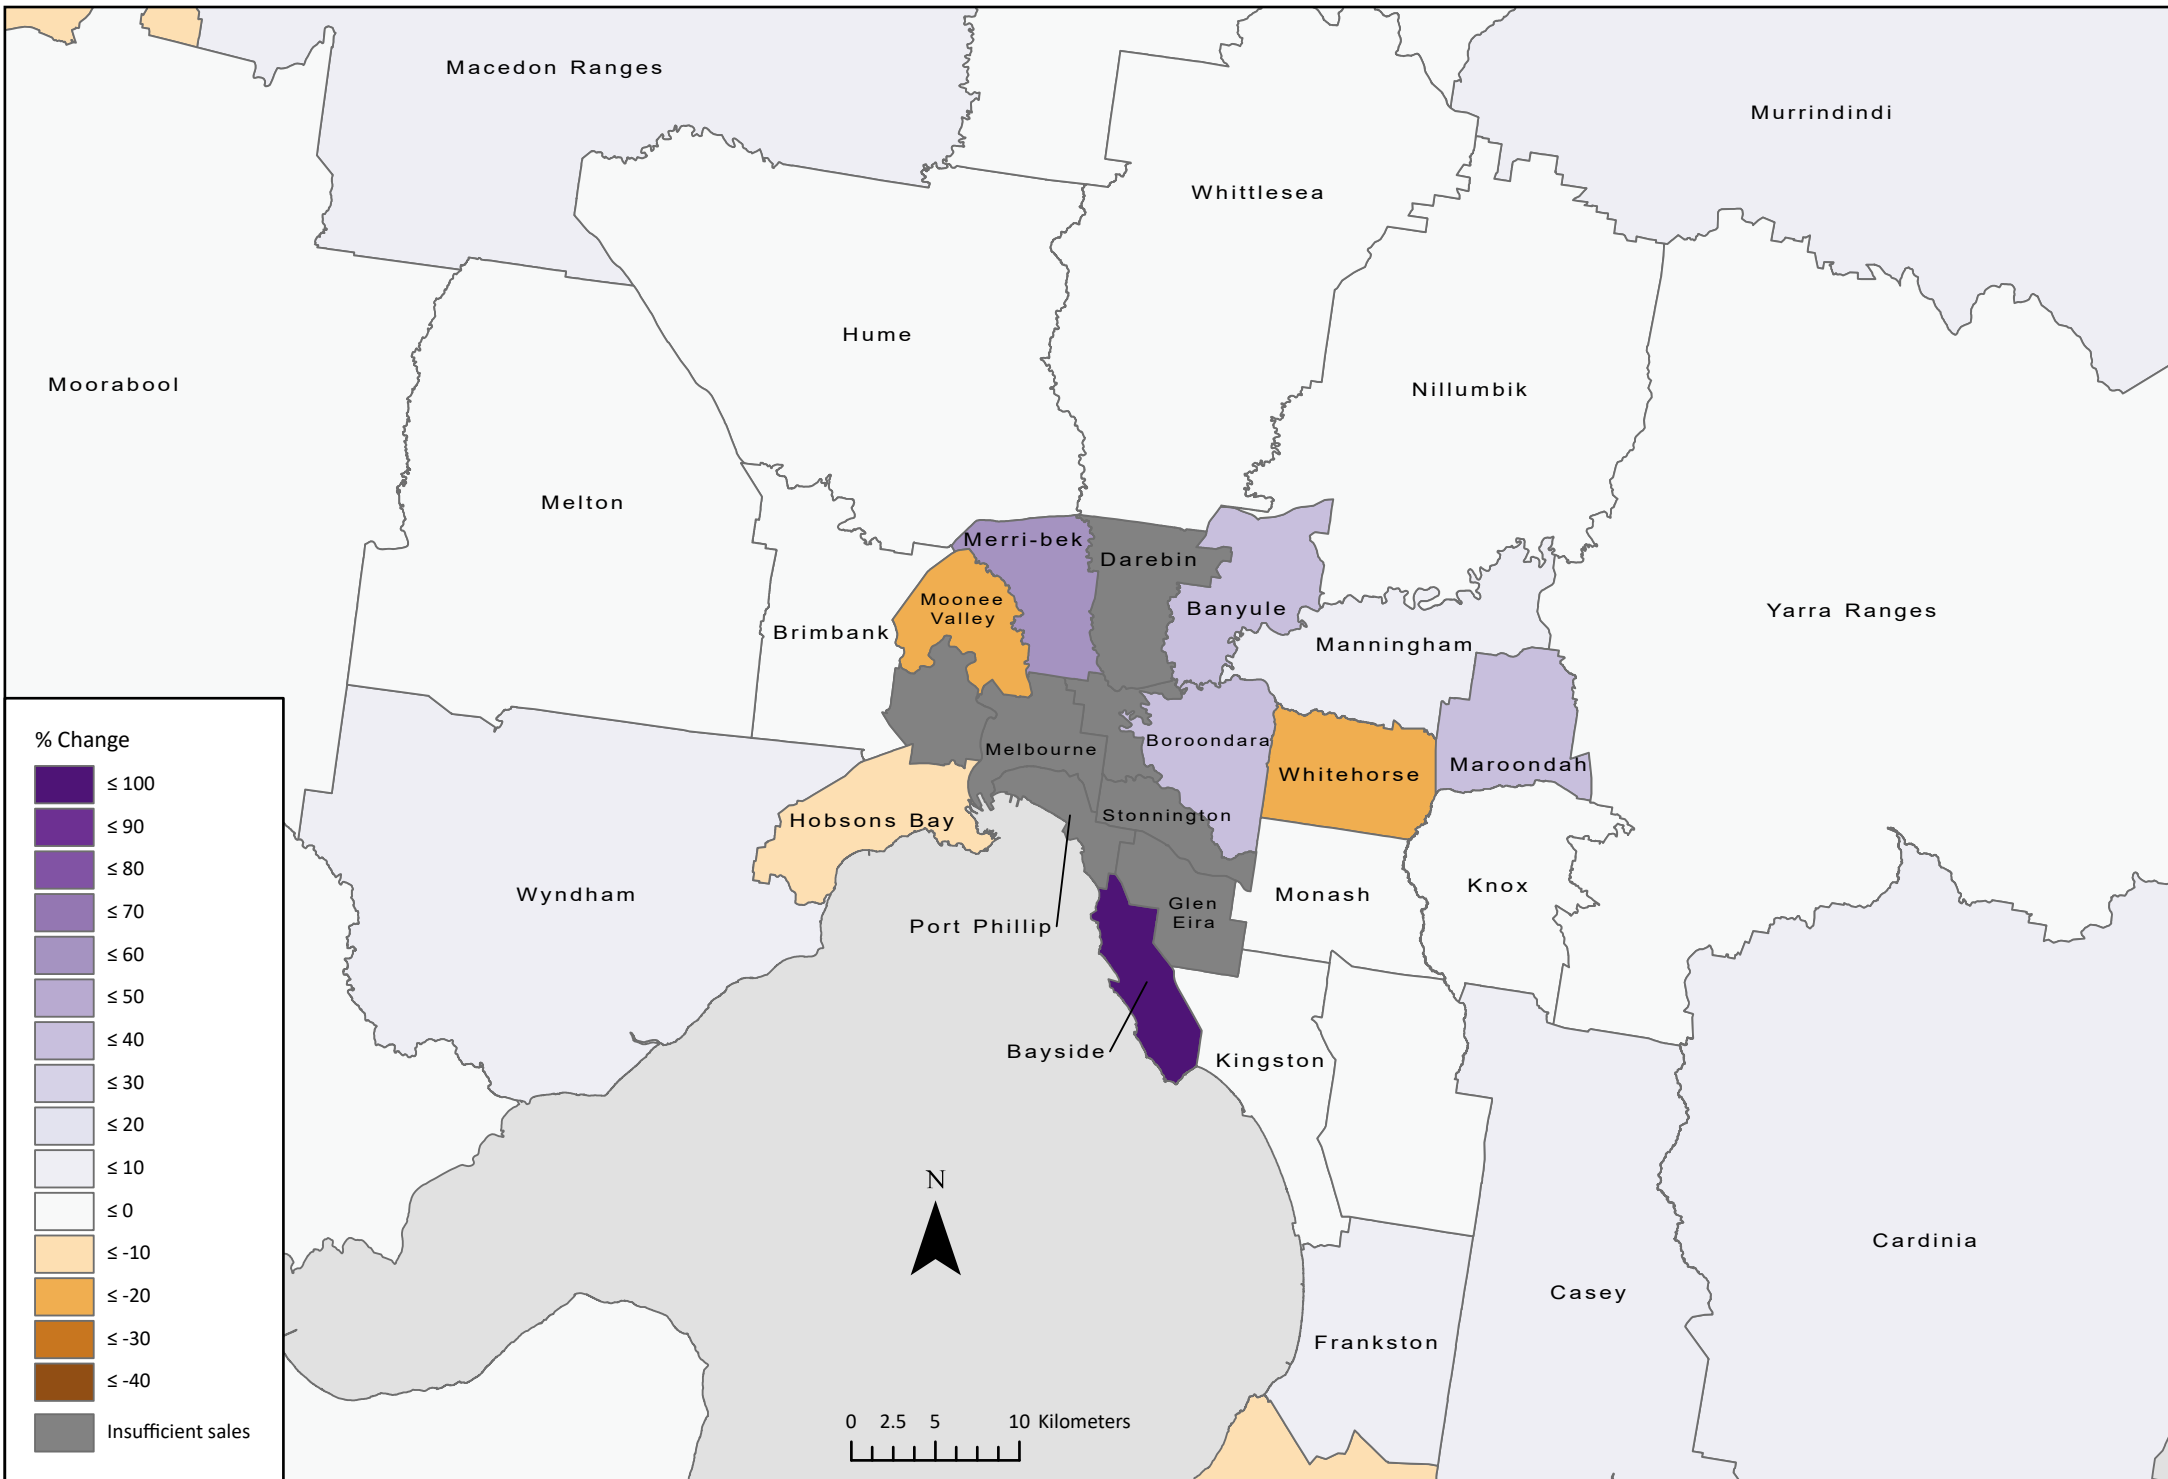 Macedon Ranges
Murrindindi
Whittlesea
Hume
Moorabool
Nillumbik
Melton
Merri-bek
Darebin
Moonee
Valley
Banyule
Yarra Ranges
Brimbank
Manningham
Boroondara
Melbourne
Maroondah
Whitehorse
Stonnington
Hobsons Bay
Wyndham
Knox
Monash
Glen
Eira
Port Phillip
Bayside
Kingston
Cardinia
Casey
Frankston
% Change
≤ 100
≤ 90
≤ 80
≤ 70
≤ 60
≤ 50
≤ 40
≤ 30
≤ 20
≤ 10
≤ 0
≤ -10
≤ -20
≤ -30
≤ -40
Insufficient sales
N
0 2.5 5 10 Kilometers